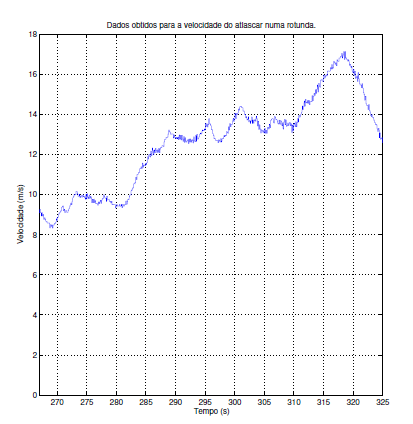 Dados obtidos para a velocidade do atlascar numa rotunda.
18
16
14
12
10
8
6
4
2
0
Velocidade (m/s)
270 275 280 285 290 295 300 305 310 315 320 325
Tempo (s)